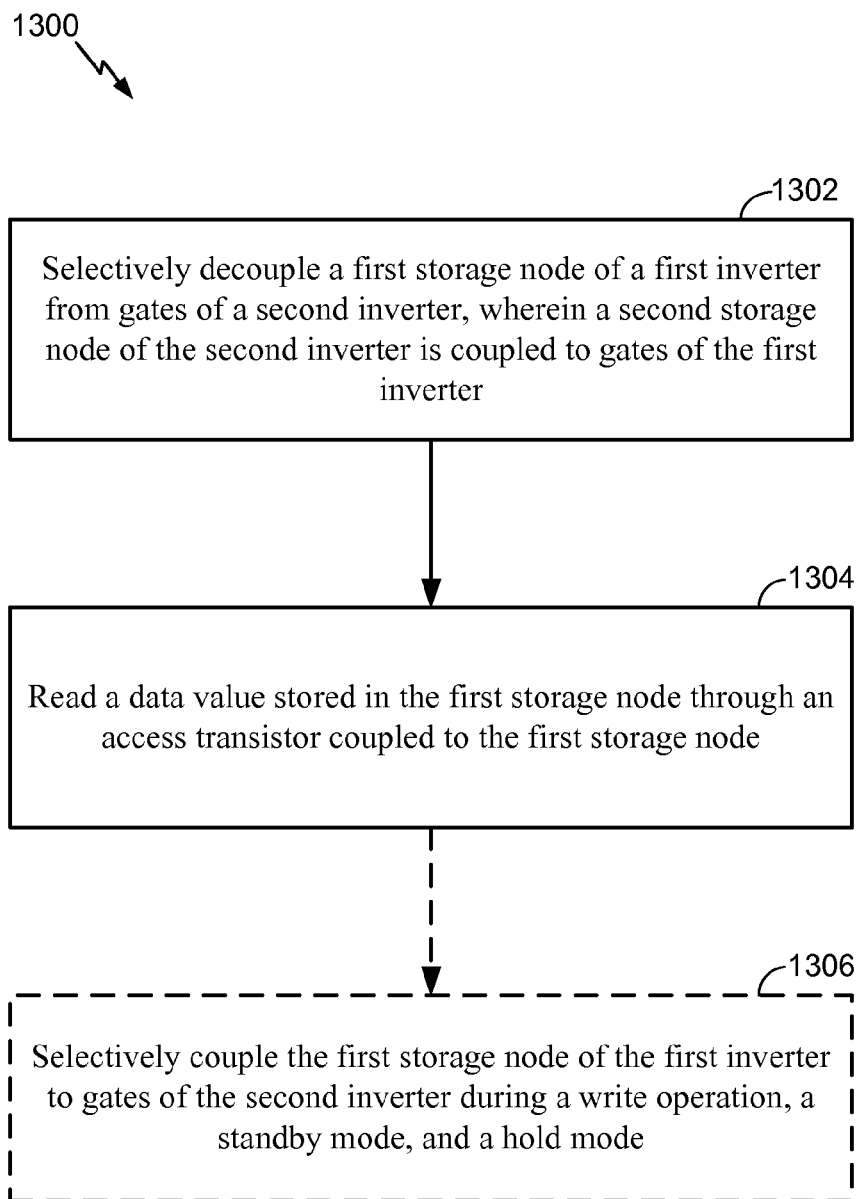 1300
1302
Selectively decouple a first storage node of a first inverter
from gates of a second inverter, wherein a second storage
node of the second inverter is coupled to gates of the first
inverter
1304
Read a data value stored in the first storage node through an
access transistor coupled to the first storage node
1306
Selectively couple the first storage node of the first inverter
to gates of the second inverter during a write operation, a
standby mode, and a hold mode